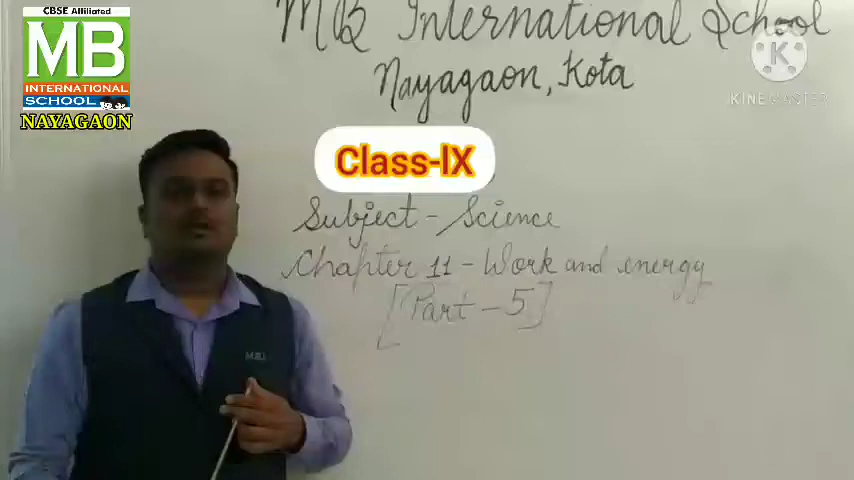 CBSE Affiliated
MB
INTERNATIONAL
SCHOOL
NAYAGAON
MB International School
Nayagaon, Kota
KINEMASTER
Class-IX
Subject - Science
Chapter 11 - Work and energy
[Part - 5]